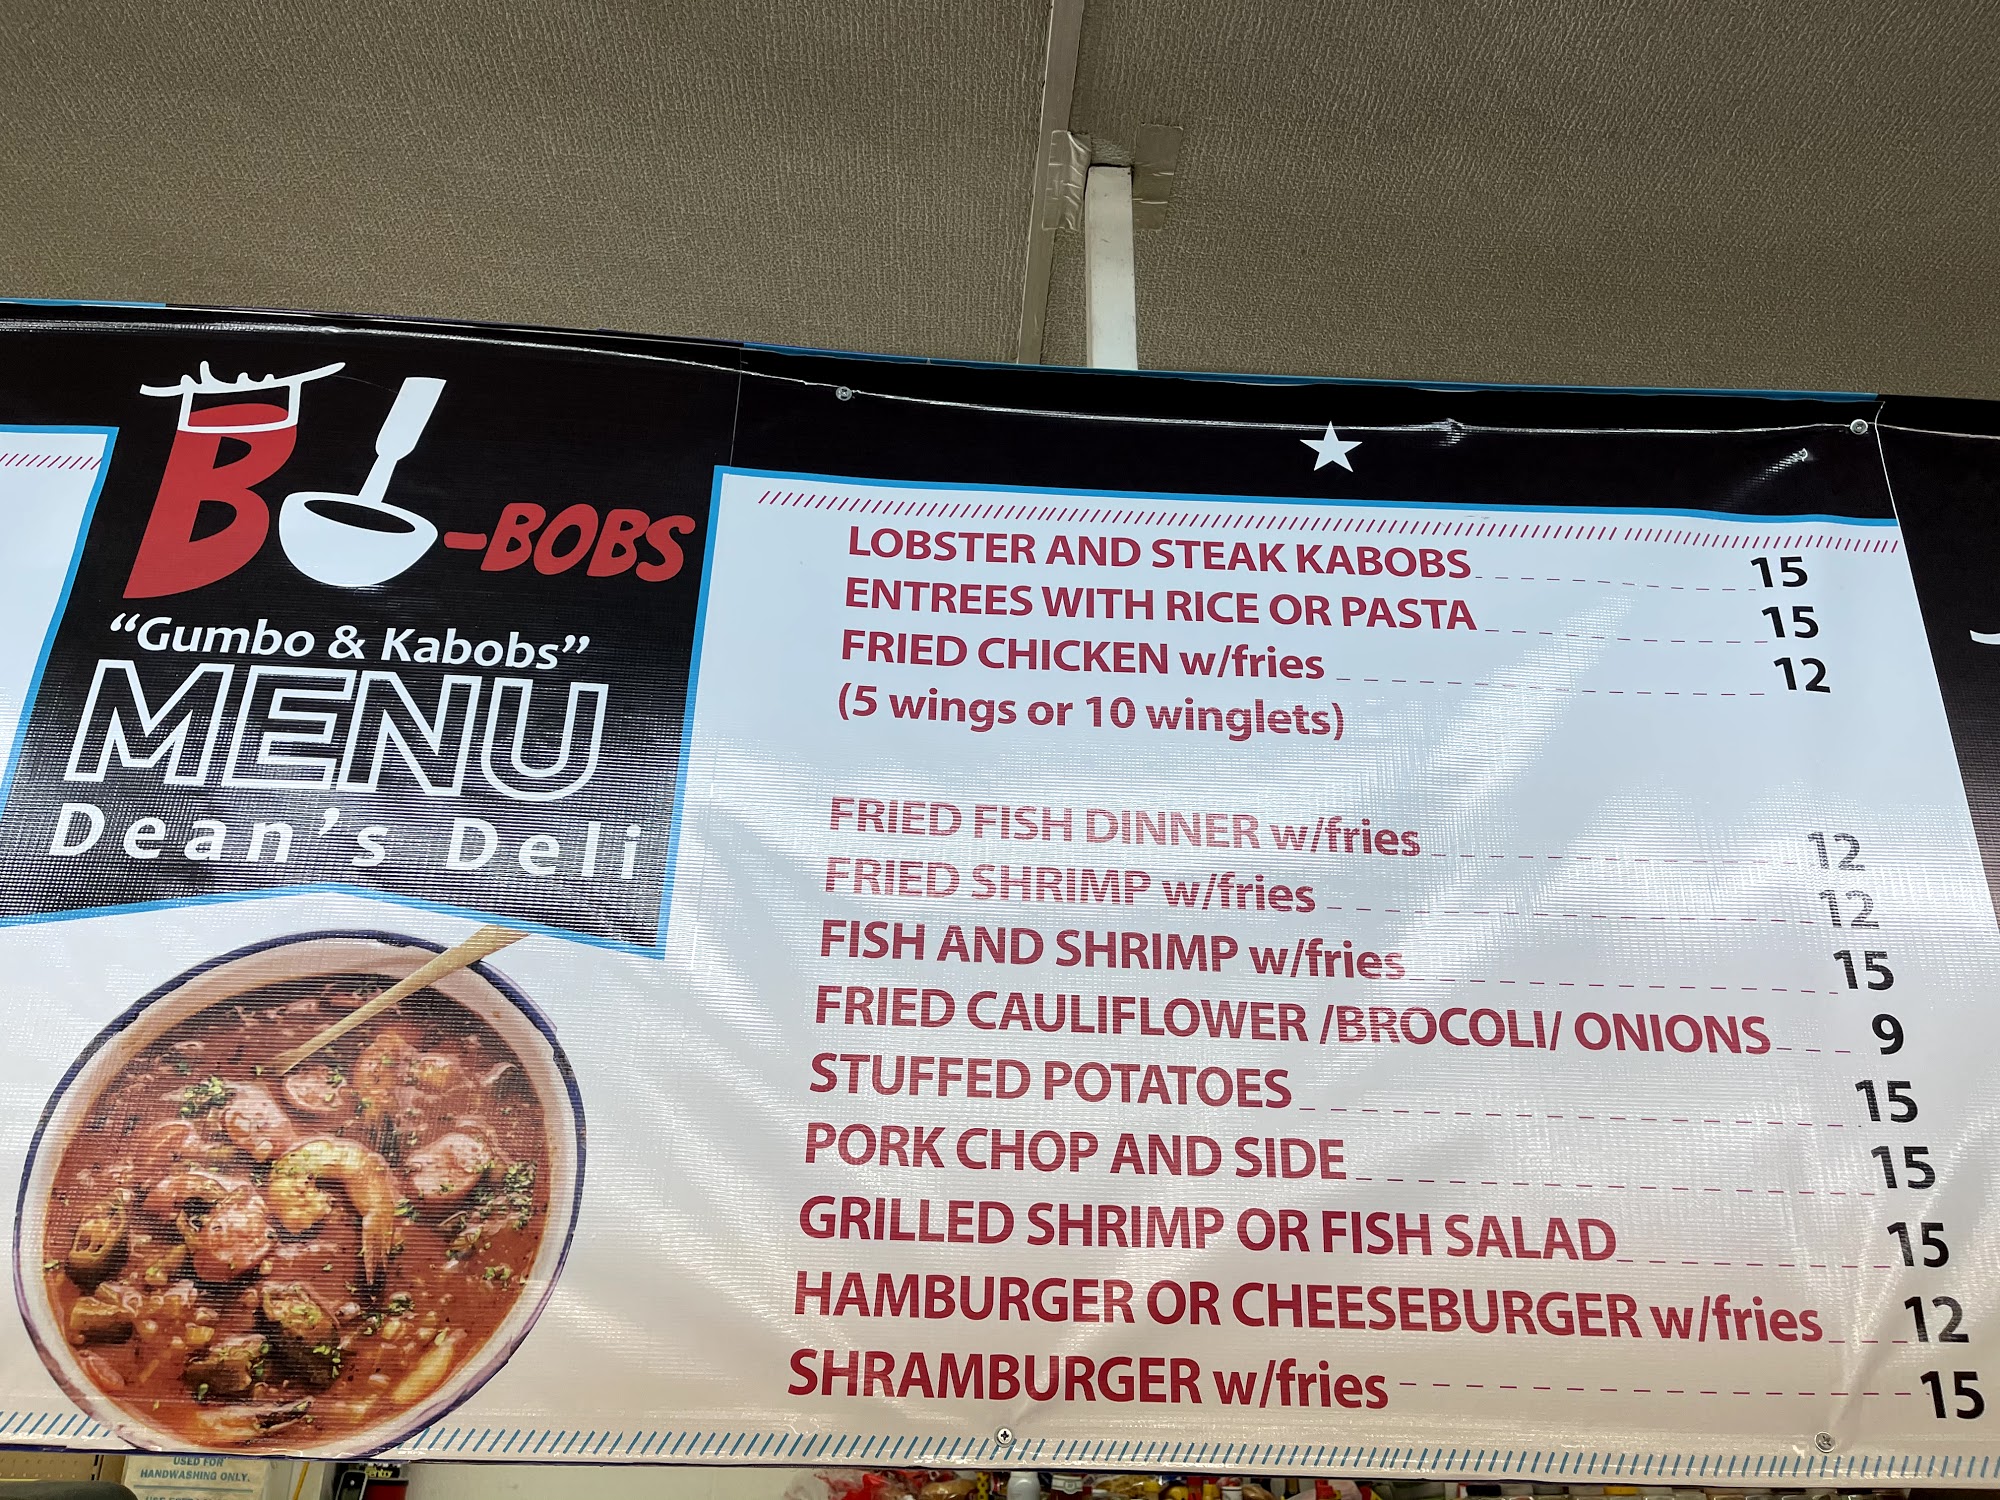 BO-BOBS
"Gumbo & Kabobs"
MENU
Dean's Deli
LOBSTER AND STEAK KABOBS 15
ENTREES WITH RICE OR PASTA 15
FRIED CHICKEN w/fries 12
(5 wings or 10 winglets)
FRIED FISH DINNER w/fries 12
FRIED SHRIMP w/fries 12
FISH AND SHRIMP w/fries 15
FRIED CAULIFLOWER /BROCOLI/ ONIONS 9
STUFFED POTATOES 15
PORK CHOP AND SIDE 15
GRILLED SHRIMP OR FISH SALAD 15
HAMBURGER OR CHEESEBURGER w/fries 12
SHRAMBURGER w/fries 15
USED FOR
HANDWASHING ONLY.